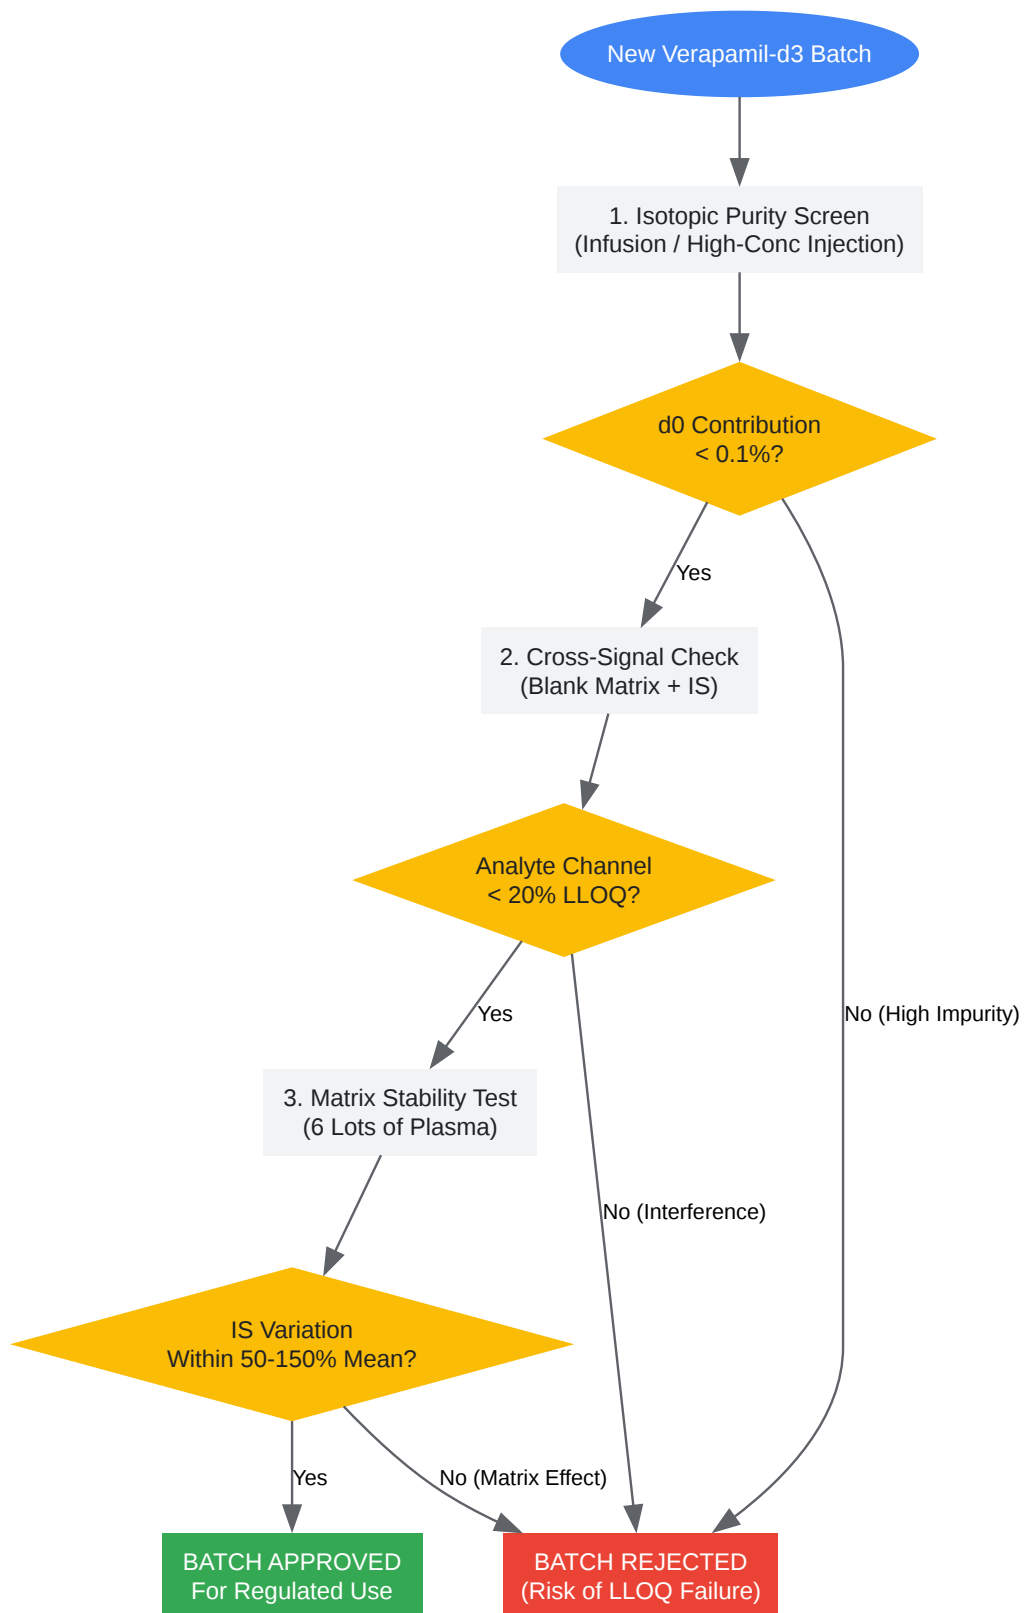 New Verapamil-d3 Batch
1. Isotopic Purity Screen
(Infusion / High-Conc Injection)
d0 Contribution
< 0.1%?
Yes
2. Cross-Signal Check
(Blank Matrix + IS)
Analyte Channel
< 20% LLOQ?
Yes
No (High Impurity)
3. Matrix Stability Test
(6 Lots of Plasma)
No (Interference)
IS Variation
Within 50-150% Mean?
Yes
No (Matrix Effect)
BATCH APPROVED
For Regulated Use
BATCH REJECTED
(Risk of LLOQ Failure)